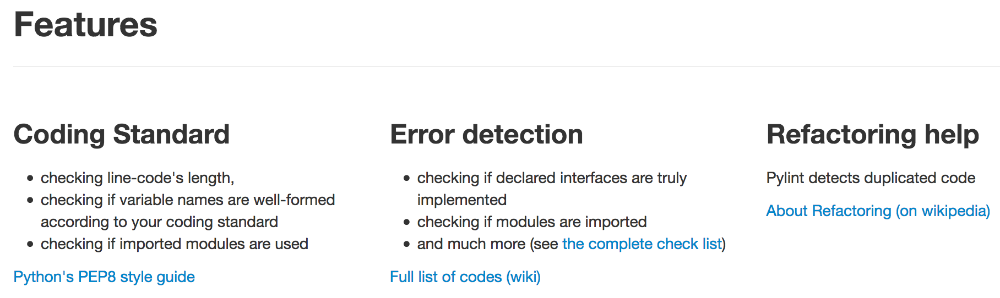 Features
Coding Standard
• checking line-code's length,
• checking if variable names are well-formed
according to your coding standard
• checking if imported modules are used
Python's PEP8 style guide
Error detection
• checking if declared interfaces are truly
implemented
• checking if modules are imported
• and much more (see the complete check list)
Full list of codes (wiki)
Refactoring help
Pylint detects duplicated code
About Refactoring (on wikipedia)